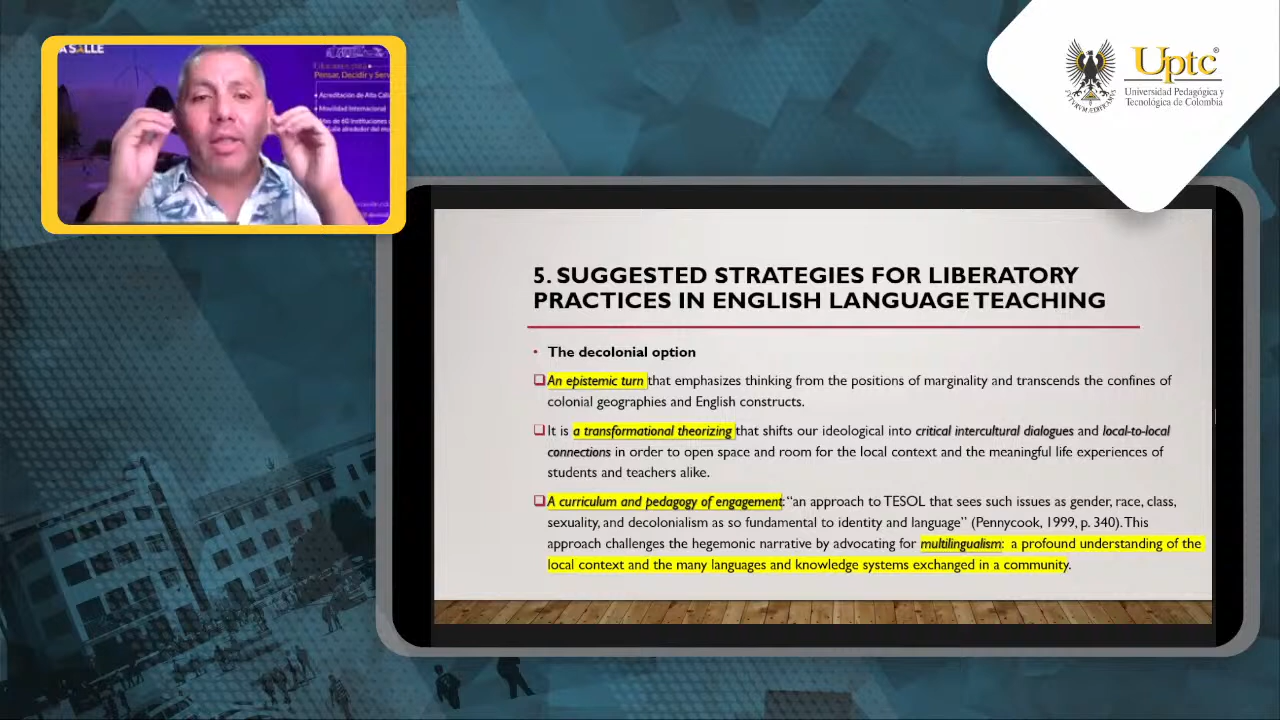 A SALLE
Pensar, Decidir y Serv
• Acreditación de Alta Cali
• Movilidad Internacional
60 Instituciones
alrededor del mu
Uptc®
Universidad Pedagógica y
Tecnológica de Colombia
5. SUGGESTED STRATEGIES FOR LIBERATORY
PRACTICES IN ENGLISH LANGUAGE TEACHING
• The decolonial option
❑ An epistemic turn that emphasizes thinking from the positions of marginality and transcends the confines of
colonial geographies and English constructs.
❑ It is a transformational theorizing that shifts our ideological into critical intercultural dialogues and local-to-local
connections in order to open space and room for the local context and the meaningful life experiences of
students and teachers alike.
❑ A curriculum and pedagogy of engagement: “an approach to TESOL that sees such issues as gender, race, class,
sexuality, and decolonialism as so fundamental to identity and language” (Pennycook, 1999, p. 340). This
approach challenges the hegemonic narrative by advocating for multilingualism: a profound understanding of the
local context and the many languages and knowledge systems exchanged in a community.